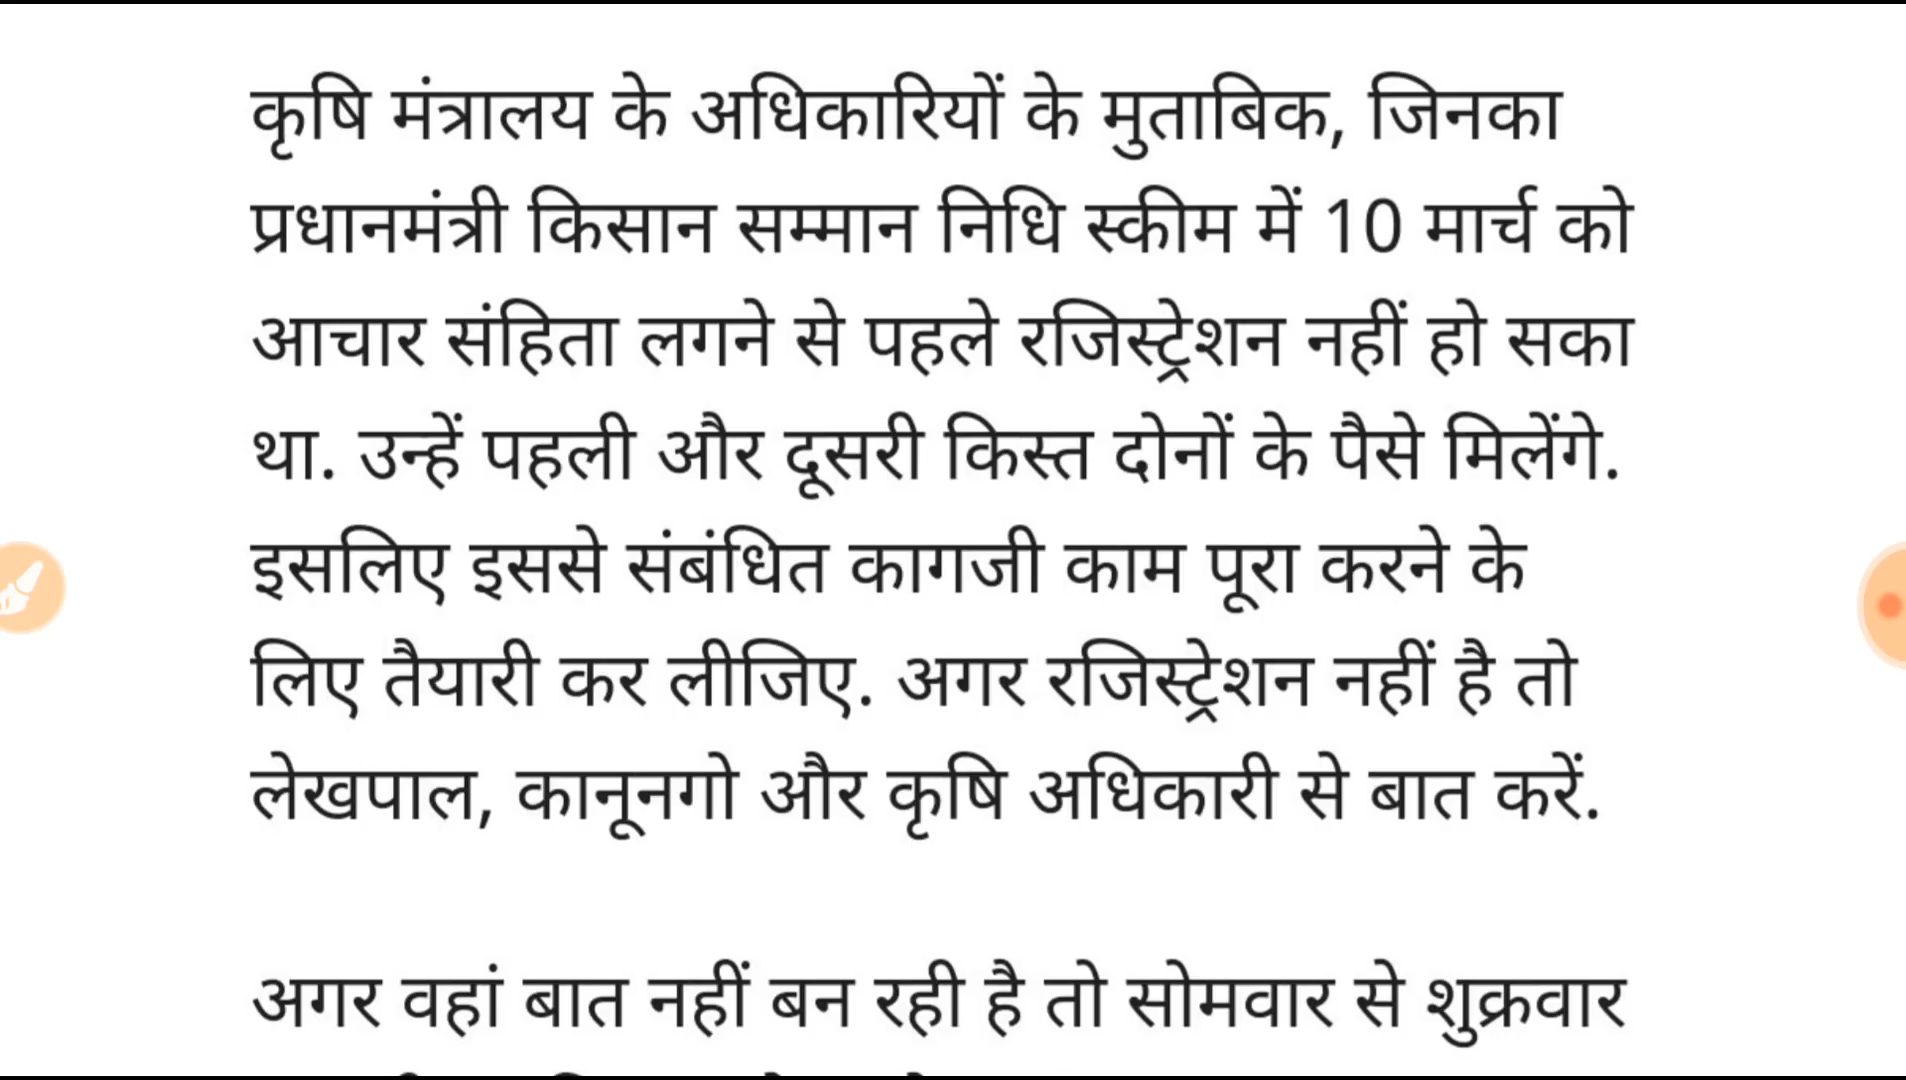 कृषि मंत्रालय के अधिकारियों के मुताबिक, जिनका
प्रधानमंत्री किसान सम्मान निधि स्कीम में 10 मार्च को
आचार संहिता लगने से पहले रजिस्ट्रेशन नहीं हो सका
था. उन्हें पहली और दूसरी किस्त दोनों के पैसे मिलेंगे.
इसलिए इससे संबंधित कागजी काम पूरा करने के
लिए तैयारी कर लीजिए. अगर रजिस्ट्रेशन नहीं है तो
लेखपाल, कानूनगो और कृषि अधिकारी से बात करें.
अगर वहां बात नहीं बन रही है तो सोमवार से शुक्रवार